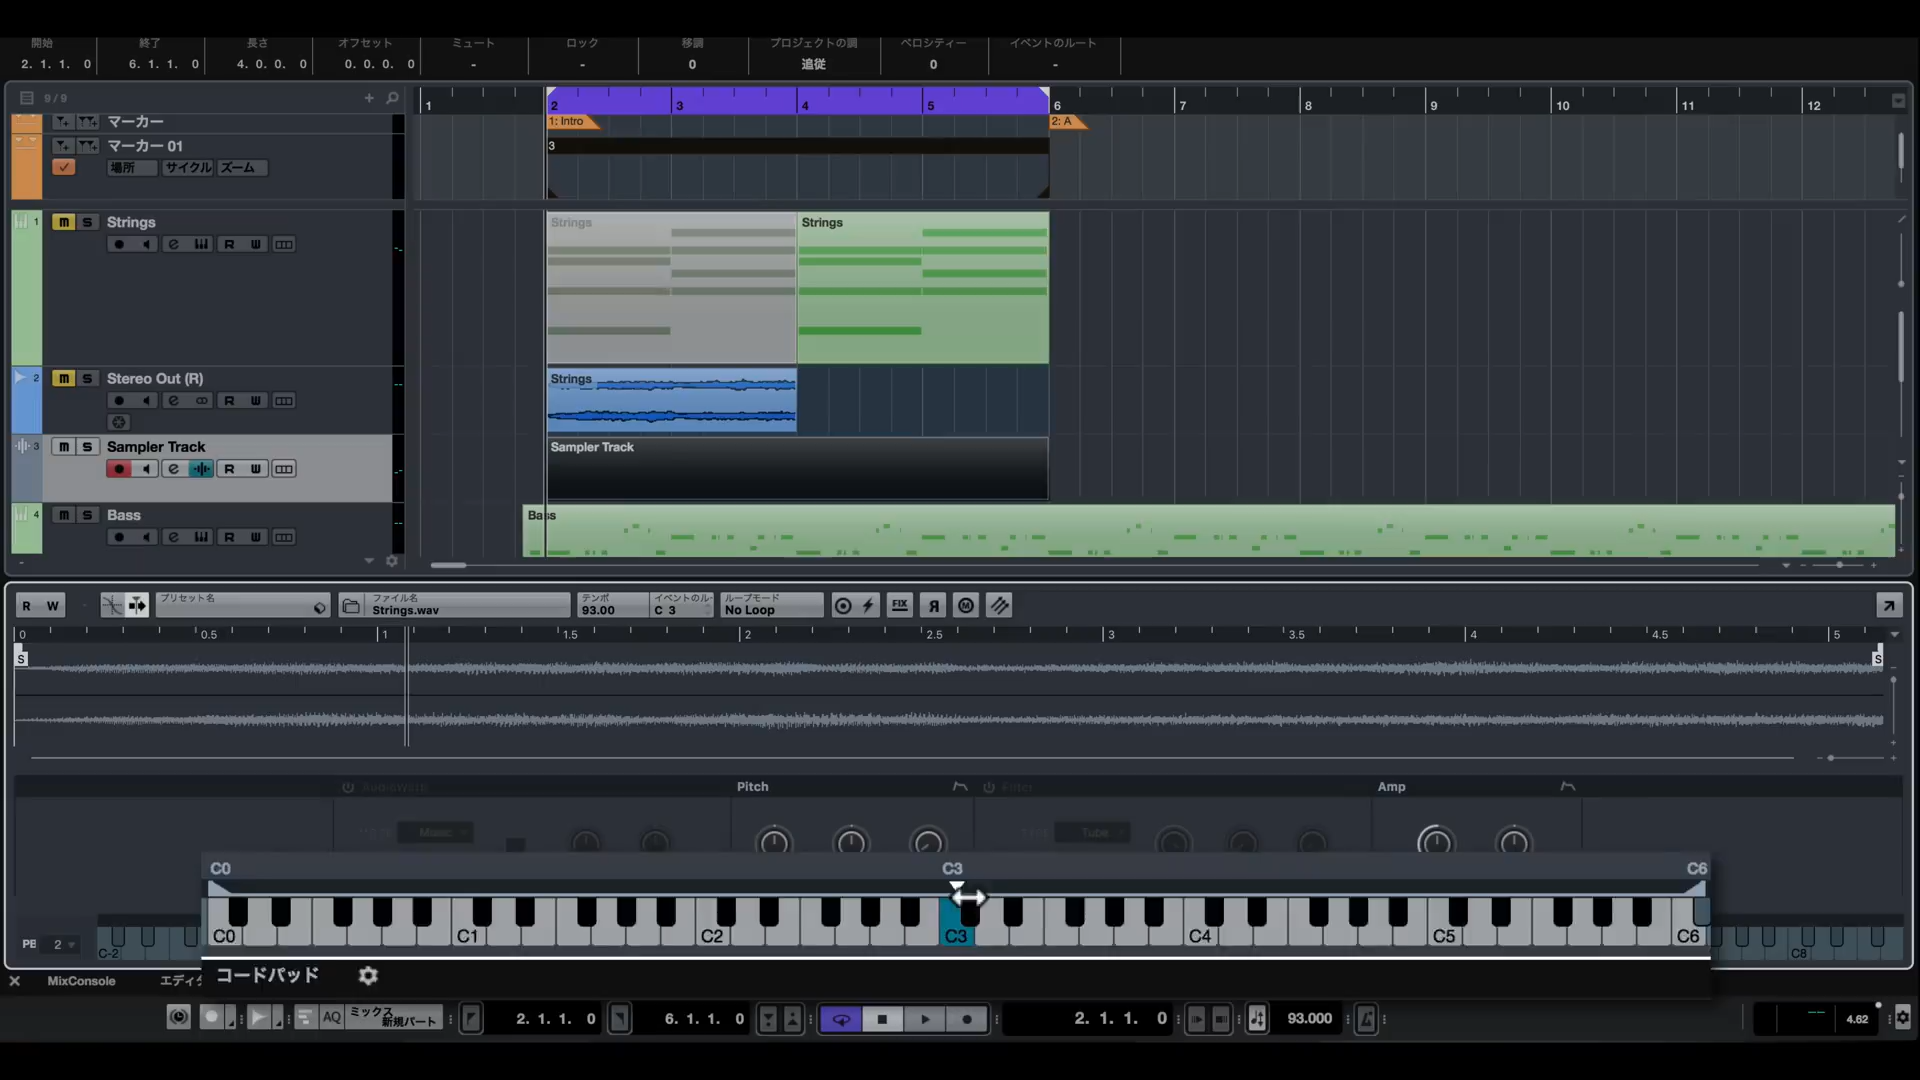 開始 終了 長さ オフセット ミュート ロック 移調 プロジェクトの調 ベロシティー イベントのルート
2. 1. 1. 0 6. 1. 1. 0 4. 0. 0. 0 0. 0. 0. 0 - - 0 追従 0 -
9/9
1 2 3 4 5 6 7 8 9 10 11 12
マーカー
1: Intro 2: A
マーカー 01
3
場所 サイクル ズーム
1 m S Strings
Strings Strings
R W
2 m S Stereo Out (R)
Strings
R W
3 m S Sampler Track
Sampler Track
R W
4 m S Bass
Bass
R W
R W
プリセット名
ファイル名
Strings.wav
テンポ
93.00
イベントのルー
C 3
ループモード
No Loop
FIX
0 0.5 1 1.5 2 2.5 3 3.5 4 4.5 5
S S
AudioWarp Pitch Filter Amp
Music Tube
C0 C3 C6
C0 C1 C2 C3 C4 C5 C6
PB 2 C-2 C8
コードパッド
MixConsole エディタ
AQ ミックス
新規パート
2. 1. 1. 0 6. 1. 1. 0 2. 1. 1. 0 93.000 4.62